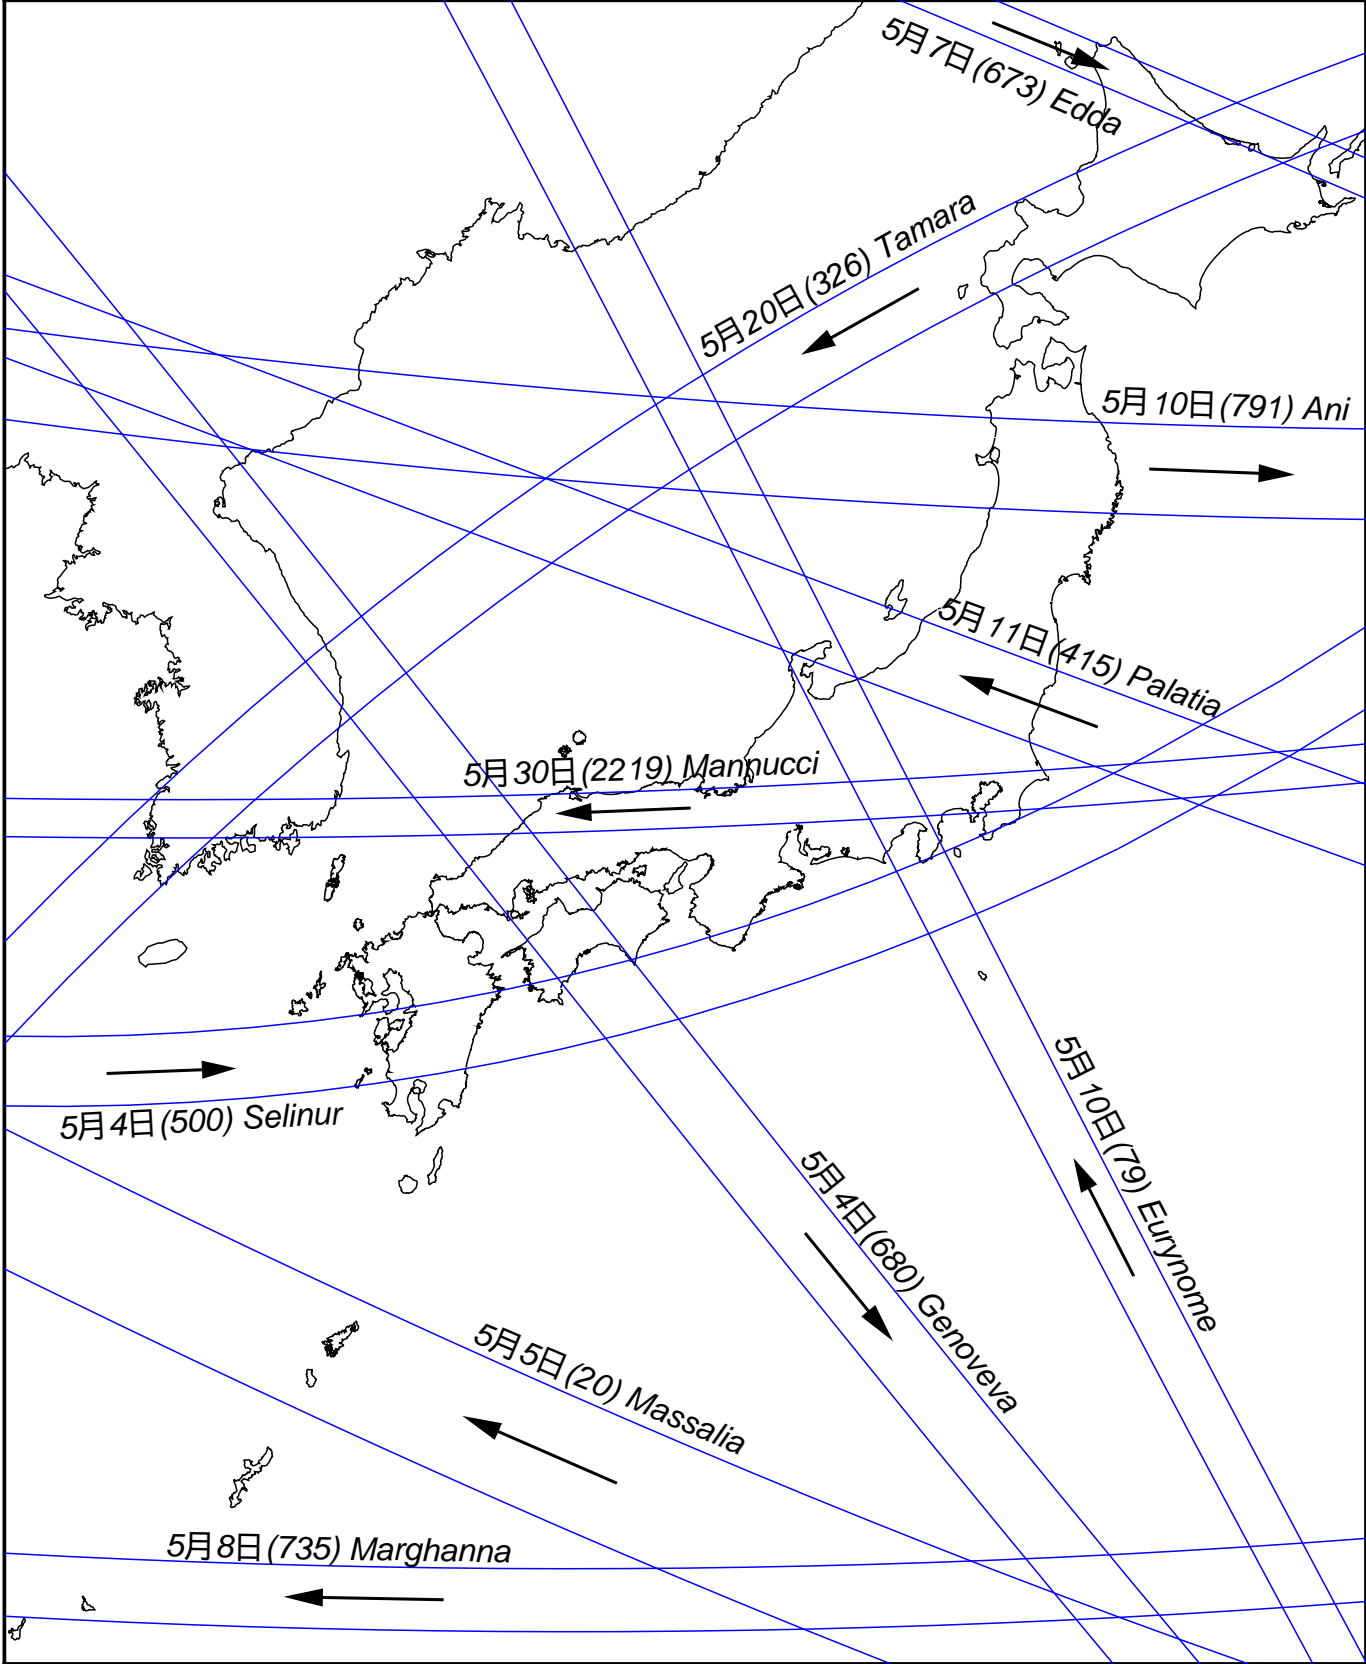 5月7日(673) Edda
5月20日(326) Tamara
5月10日(791) Ani
5月11日(415) Palatia
5月30日(2219) Mannucci
5月10日(79) Eurynome
5月4日(500) Selinur
5月4日(680) Genoveva
5月5日(20) Massalia
5月8日(735) Marghanna